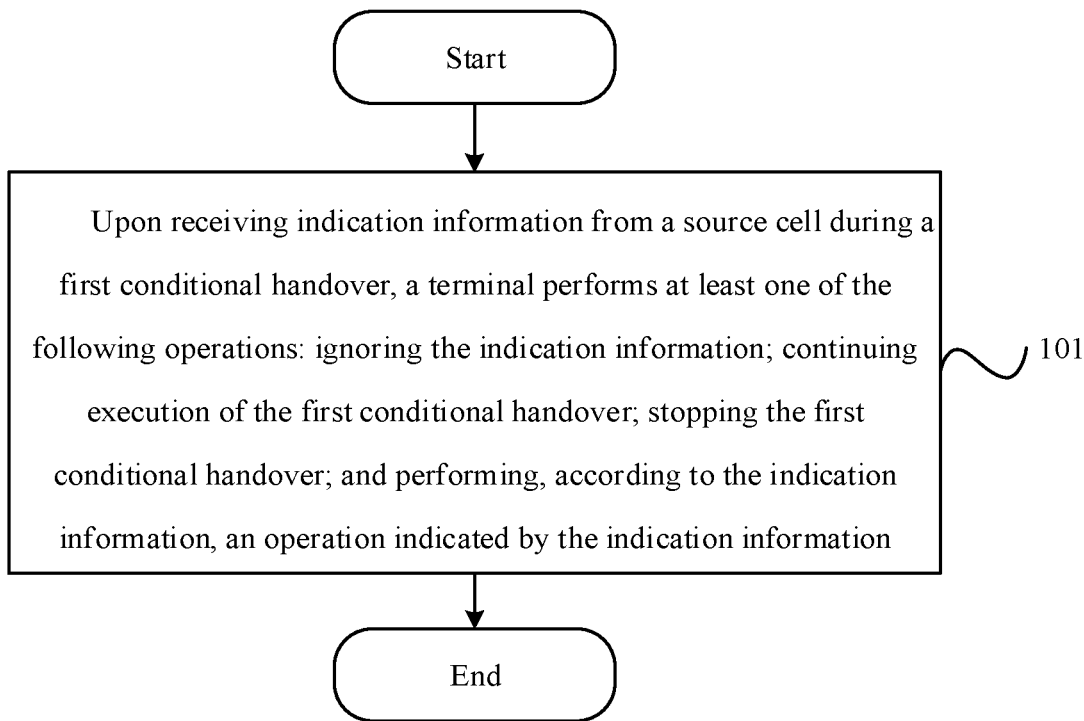 Start
Upon receiving indication information from a source cell during a
first conditional handover, a terminal performs at least one of the
following operations: ignoring the indication information; continuing
execution of the first conditional handover; stopping the first
conditional handover; and performing, according to the indication
information, an operation indicated by the indication information
101
End